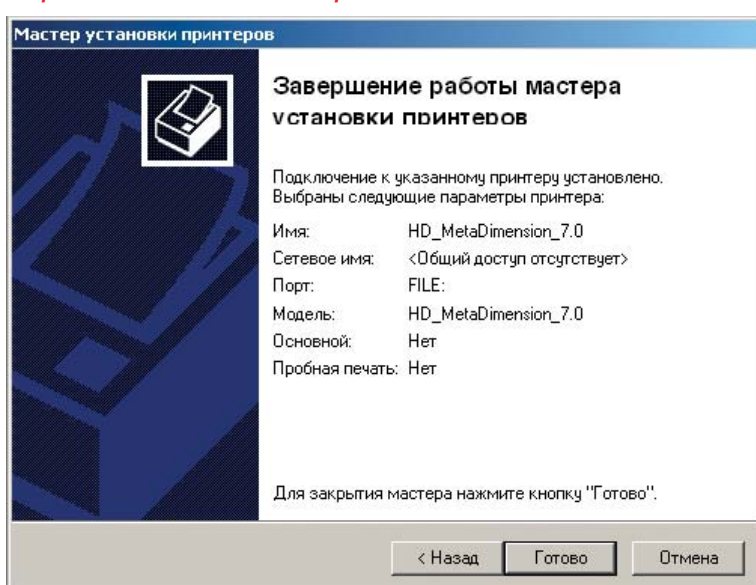 Мастер установки принтеров
Завершение работы мастера
установки принтеров
Подключение к указанному принтеру установлено.
Выбраны следующие параметры принтера:
Имя: HD_MetaDimension_7.0
Сетевое имя: <Общий доступ отсутствует>
Порт: FILE:
Модель: HD_MetaDimension_7.0
Основной: Нет
Пробная печать: Нет
Для закрытия мастера нажмите кнопку "Готово".
< Назад Готово Отмена